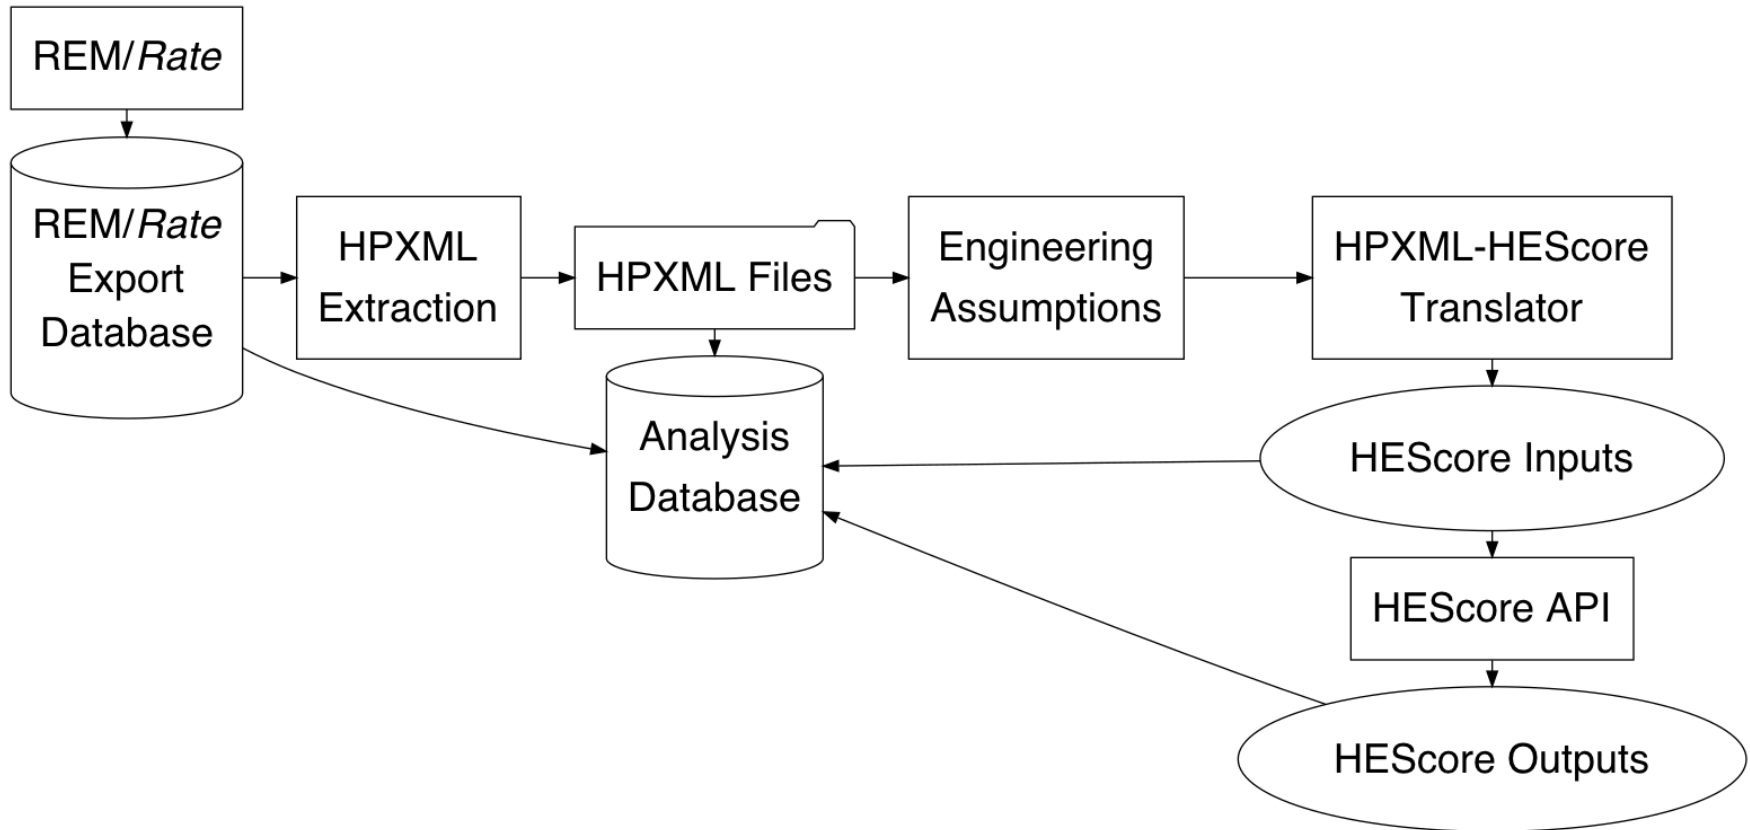 REM/Rate
REM/Rate
Export
Database
HPXML
Extraction
HPXML Files
Engineering
Assumptions
HPXML-HEScore
Translator
Analysis
Database
HEScore Inputs
HEScore API
HEScore Outputs